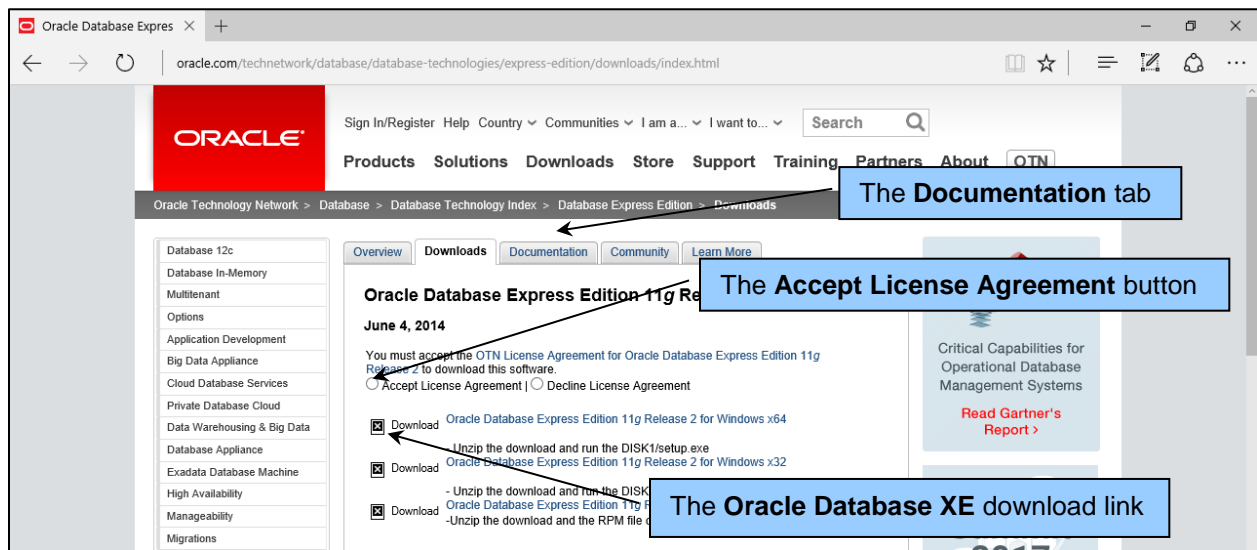 Oracle Database Expres
oracle.com/technetwork/database/database-technologies/express-edition/downloads/index.html
ORACLE
Sign In/Register Help Country Communities I am a... I want to... Search
Products Solutions Downloads Store Support Training Partners About OTN
The Documentation tab
Oracle Technology Network > Database > Database Technology Index > Database Express Edition > Downloads
Database 12c
Database In-Memory
Multitenant
Options
Application Development
Big Data Appliance
Cloud Database Services
Private Database Cloud
Data Warehousing & Big Data
Database Appliance
Exadata Database Machine
High Availability
Manageability
Migrations
Overview Downloads Documentation Community Learn More
The Accept License Agreement button
Oracle Database Express Edition 11g
June 4, 2014
You must accept the OTN License Agreement for Oracle Database Express Edition 11g
Release 2 to download this software.
Accept License Agreement | Decline License Agreement
Download Oracle Database Express Edition 11g Release 2 for Windows x64
- Unzip the download and run the DISK1/setup.exe
Download Oracle Database Express Edition 11g Release 2 for Windows x32
- Unzip the download and run the
Download Oracle Database Express Edition 11g
-Unzip the download and the RPM file
The Oracle Database XE download link
Critical Capabilities for
Operational Database
Management Systems
Read Gartner's
Report >
2017